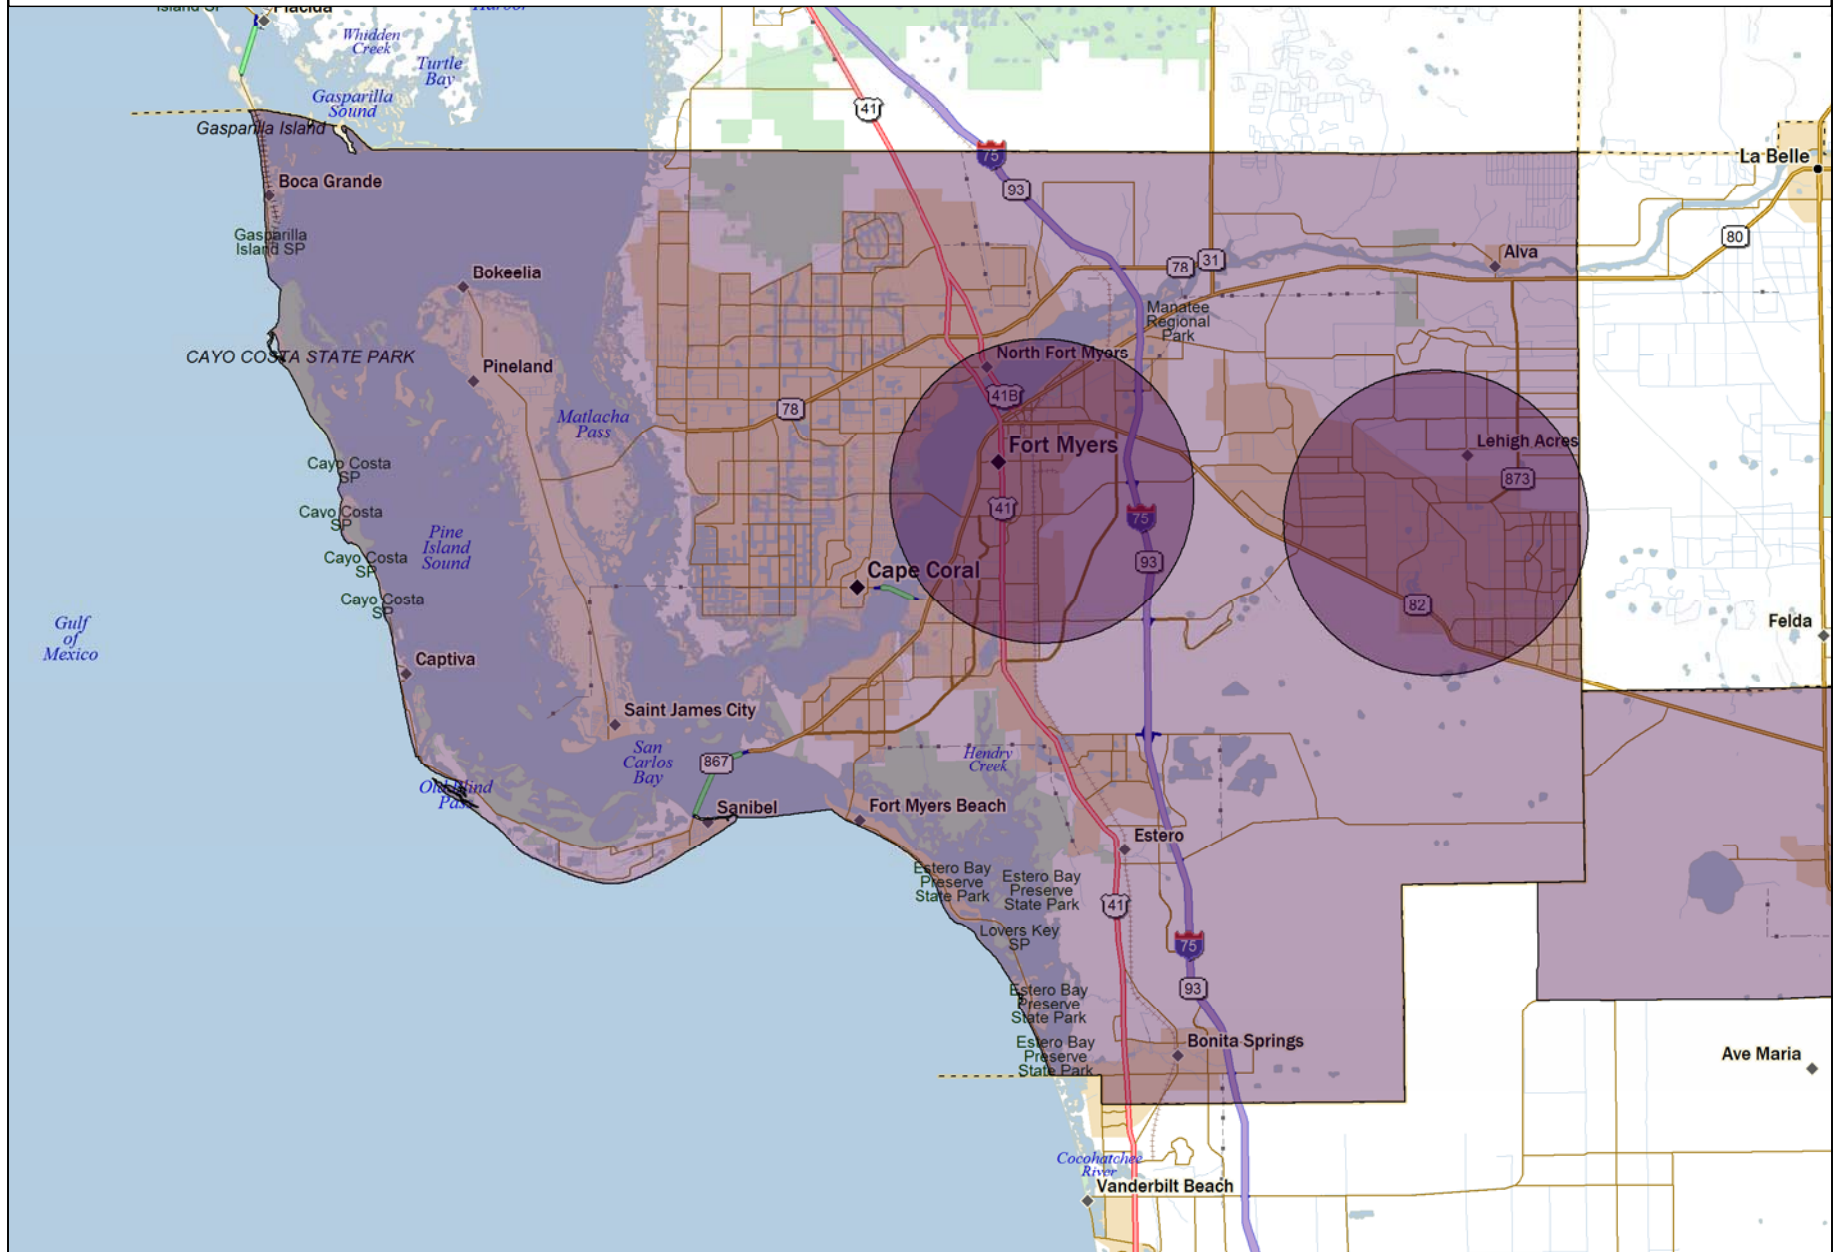 Placida
Harbor
Whidden
Creek
Turtle
Bay
Gasparilla
Sound
Gasparilla Island
41
75
93
La Belle
Boca Grande
80
Gasparilla
Island SP
Alva
78
31
Bokeelia
Manatee
Regional
Park
CAYO COSTA STATE PARK
North Fort Myers
Pineland
41B
78
Matlacha
Pass
Fort Myers
Lehigh Acres
Cayo Costa
SP
873
41
75
Cayo Costa
SP
Pine
Island
Sound
Cayo Costa
SP
93
Cape Coral
Cayo Costa
SP
82
Gulf
of
Mexico
Felda
Captiva
Saint James City
San
Carlos
Bay
867
Hendry
Creek
Old Blind
Pass
Sanibel
Fort Myers Beach
Estero
Estero Bay
Preserve
State Park
Estero Bay
Preserve
State Park
41
Lovers Key
SP
75
93
Estero Bay
Preserve
State Park
Bonita Springs
Estero Bay
Preserve
State Park
Ave Maria
Cocohatchee
River
Vanderbilt Beach